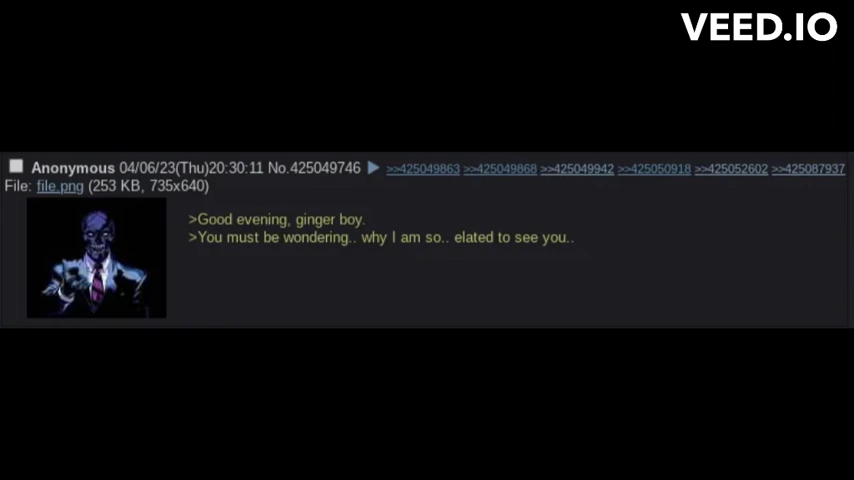 VEED.IO
Anonymous 04/06/23(Thu)20:30:11 No.425049746 ▶ >>425049863 >>425049868 >>425049942 >>425050918 >>425052602 >>425087937
File: file.png (253 KB, 735x640)
>Good evening, ginger boy.
>You must be wondering.. why I am so.. elated to see you..